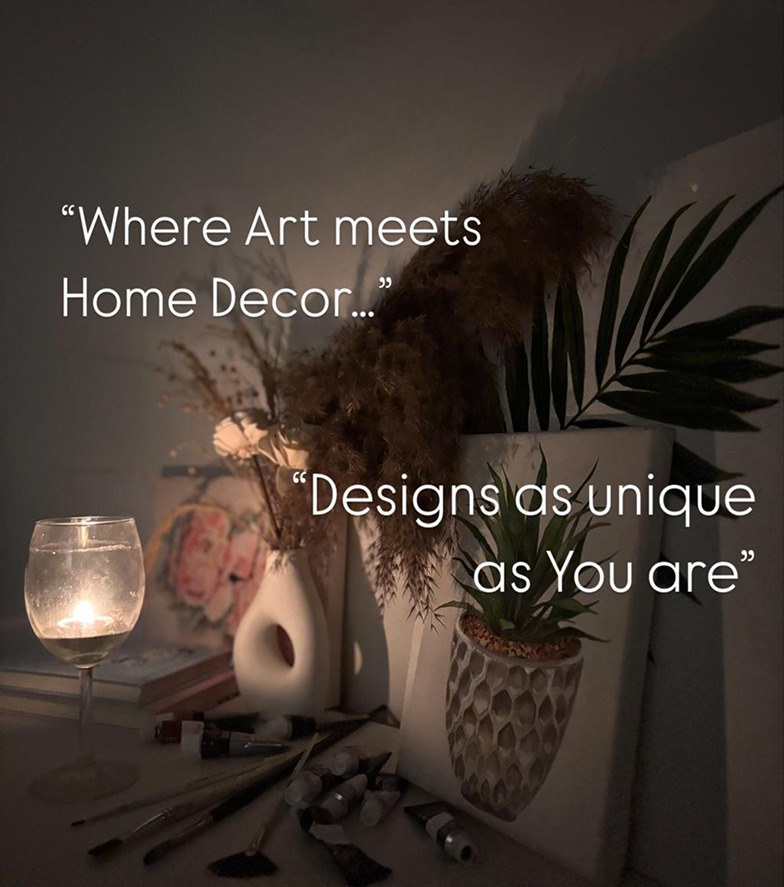 “Where Art meets
Home Decor...”
“Designs as unique
as You are”